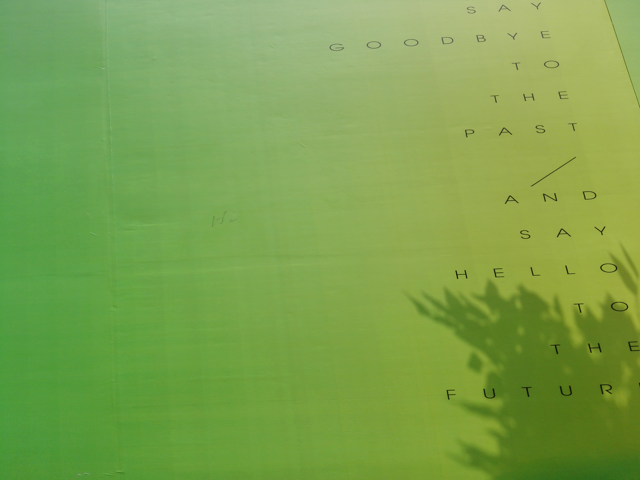 SAY
GOODBYE
TO
THE
PAST
/
AND
SAY
HELLO
TO
THE
FUTUR